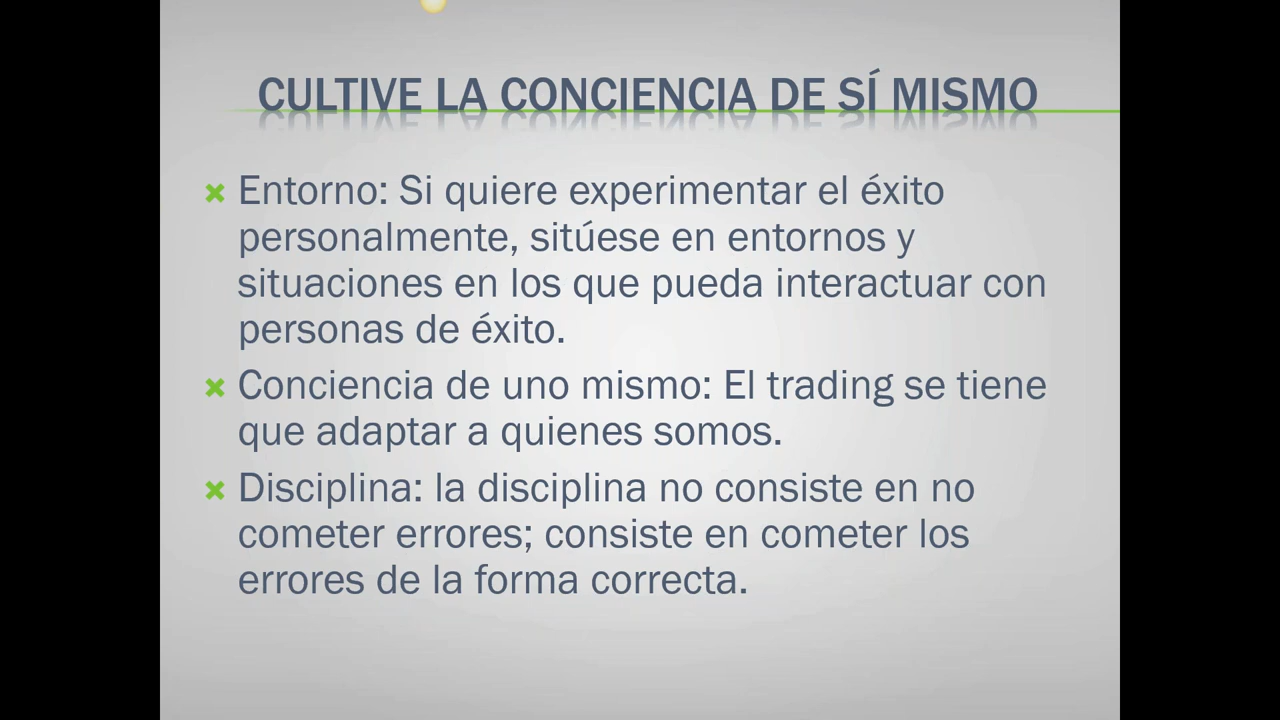 CULTIVE LA CONCIENCIA DE SÍ MISMO
Entorno: Si quiere experimentar el éxito
personalmente, sitúese en entornos y
situaciones en los que pueda interactuar con
personas de éxito.
Conciencia de uno mismo: El trading se tiene
que adaptar a quienes somos.
Disciplina: la disciplina no consiste en no
cometer errores; consiste en cometer los
errores de la forma correcta.